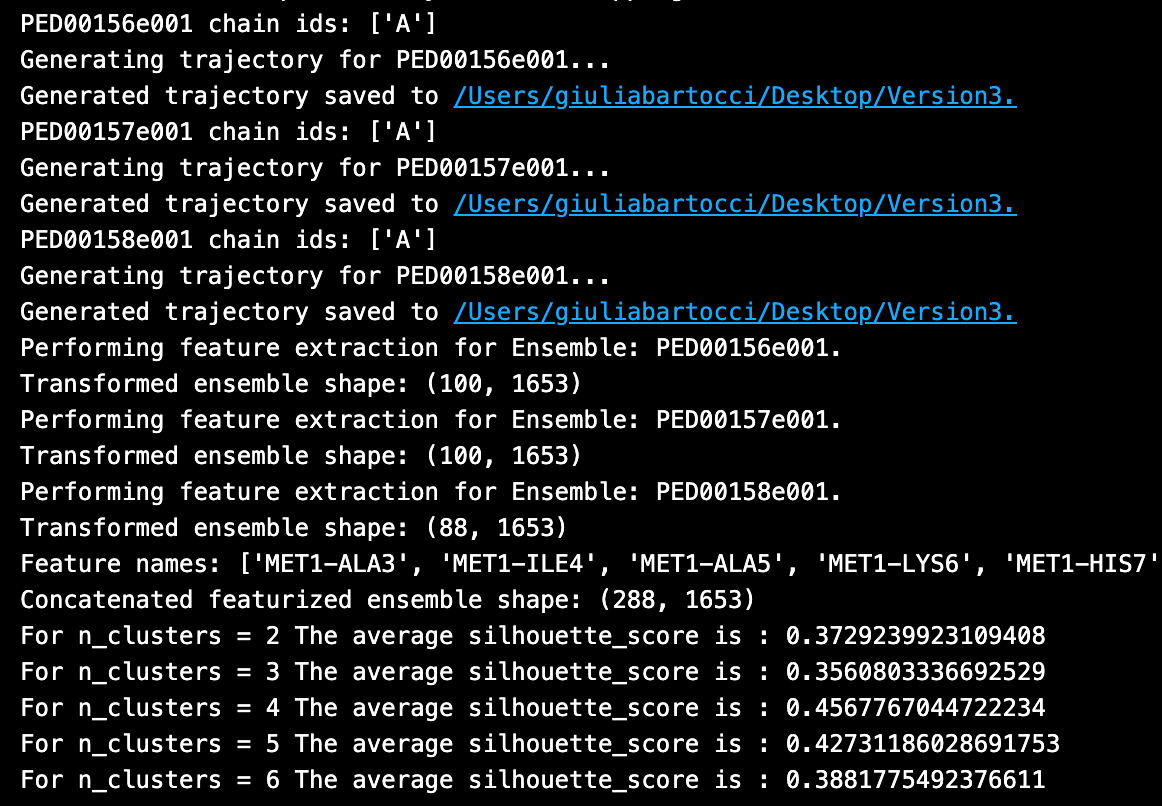 PED00156e001 chain ids: ['A']
Generating trajectory for PED00156e001...
Generated trajectory saved to /Users/giuliabartocci/Desktop/Version3.
PED00157e001 chain ids: ['A']
Generating trajectory for PED00157e001...
Generated trajectory saved to /Users/giuliabartocci/Desktop/Version3.
PED00158e001 chain ids: ['A']
Generating trajectory for PED00158e001...
Generated trajectory saved to /Users/giuliabartocci/Desktop/Version3.
Performing feature extraction for Ensemble: PED00156e001.
Transformed ensemble shape: (100, 1653)
Performing feature extraction for Ensemble: PED00157e001.
Transformed ensemble shape: (100, 1653)
Performing feature extraction for Ensemble: PED00158e001.
Transformed ensemble shape: (88, 1653)
Feature names: ['MET1-ALA3', 'MET1-ILE4', 'MET1-ALA5', 'MET1-LYS6', 'MET1-HIS7'
Concatenated featurized ensemble shape: (288, 1653)
For n_clusters = 2 The average silhouette_score is : 0.3729239923109408
For n_clusters = 3 The average silhouette_score is : 0.3560803336692529
For n_clusters = 4 The average silhouette_score is : 0.4567767044722234
For n_clusters = 5 The average silhouette_score is : 0.42731186028691753
For n_clusters = 6 The average silhouette_score is : 0.3881775492376611